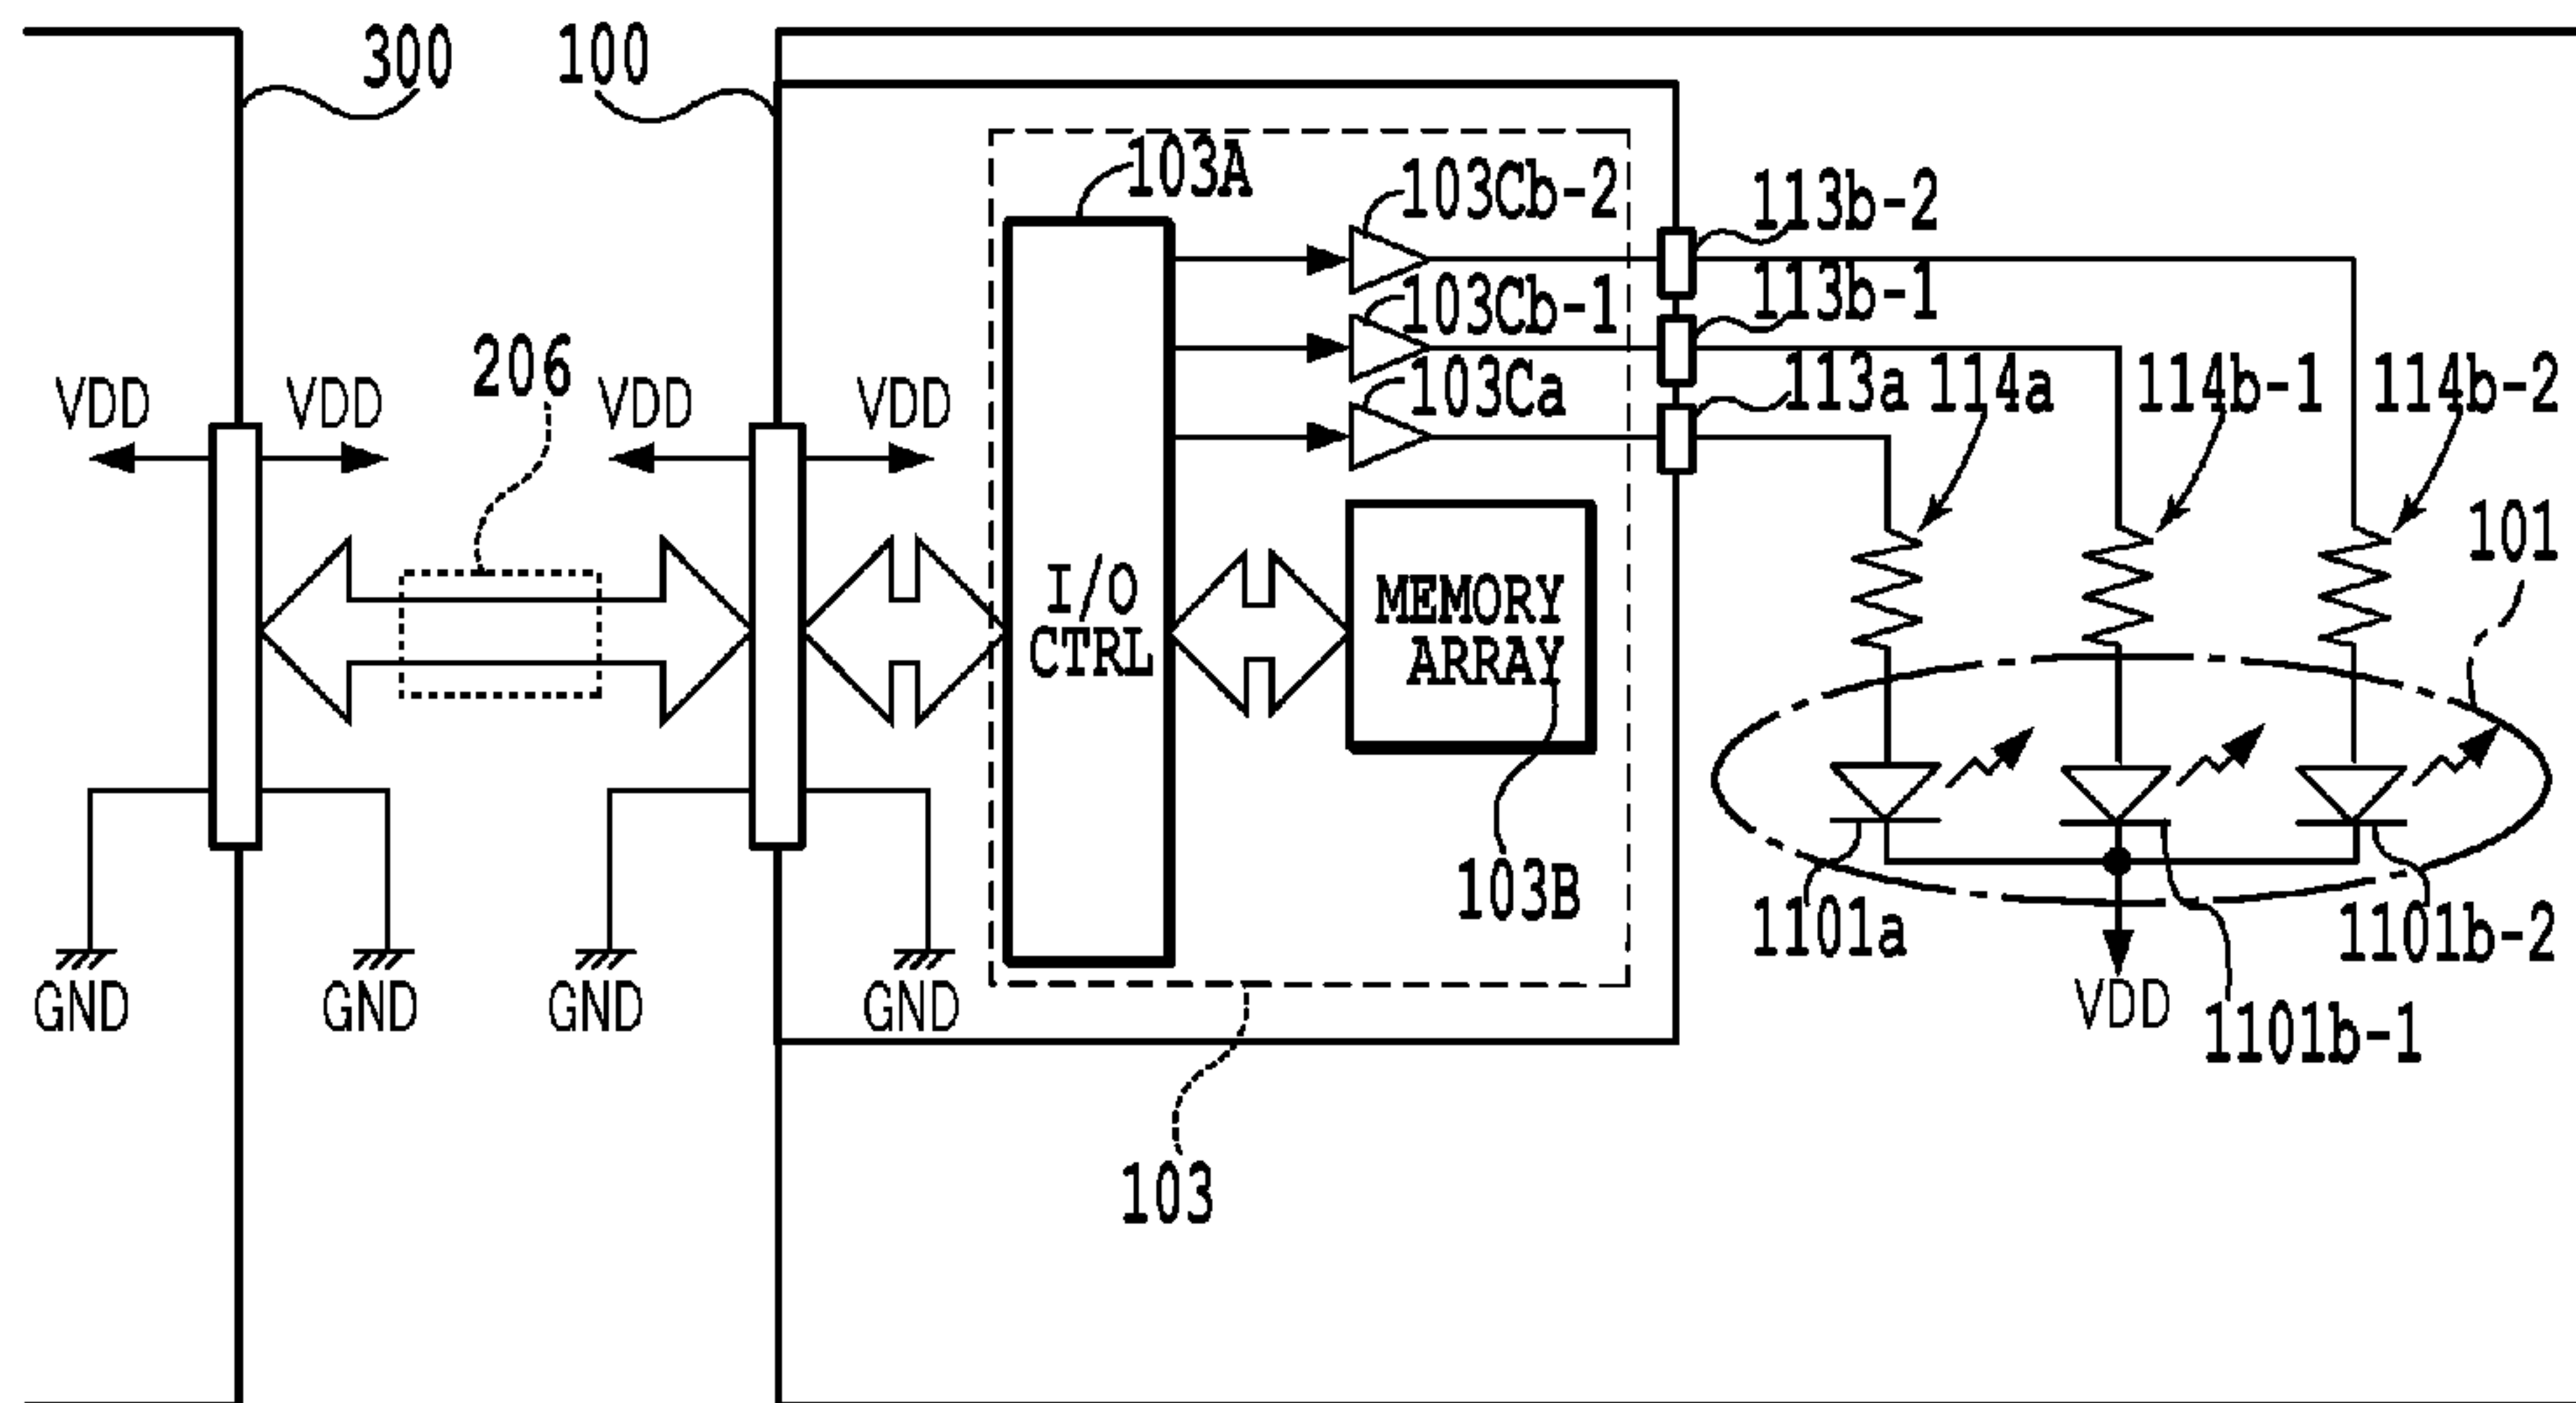 300
100
103A
103Cb-2
113b-2
103Cb-1
113b-1
206
103Ca
113a
114a
114b-1
114b-2
VDD
VDD
VDD
VDD
101
I/O
CTRL
MEMORY
ARRAY
103B
1101a
1101b-2
GND
GND
GND
GND
VDD
1101b-1
103